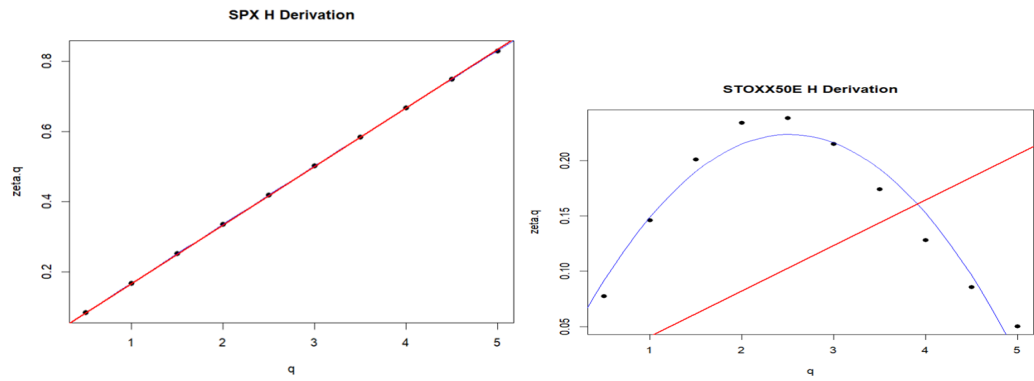 SPX H Derivation
zeta.q
0.8
0.6
0.4
0.2
1 2 3 4 5
q
STOXX50E H Derivation
zeta.q
0.20
0.15
0.10
0.05
1 2 3 4 5
q